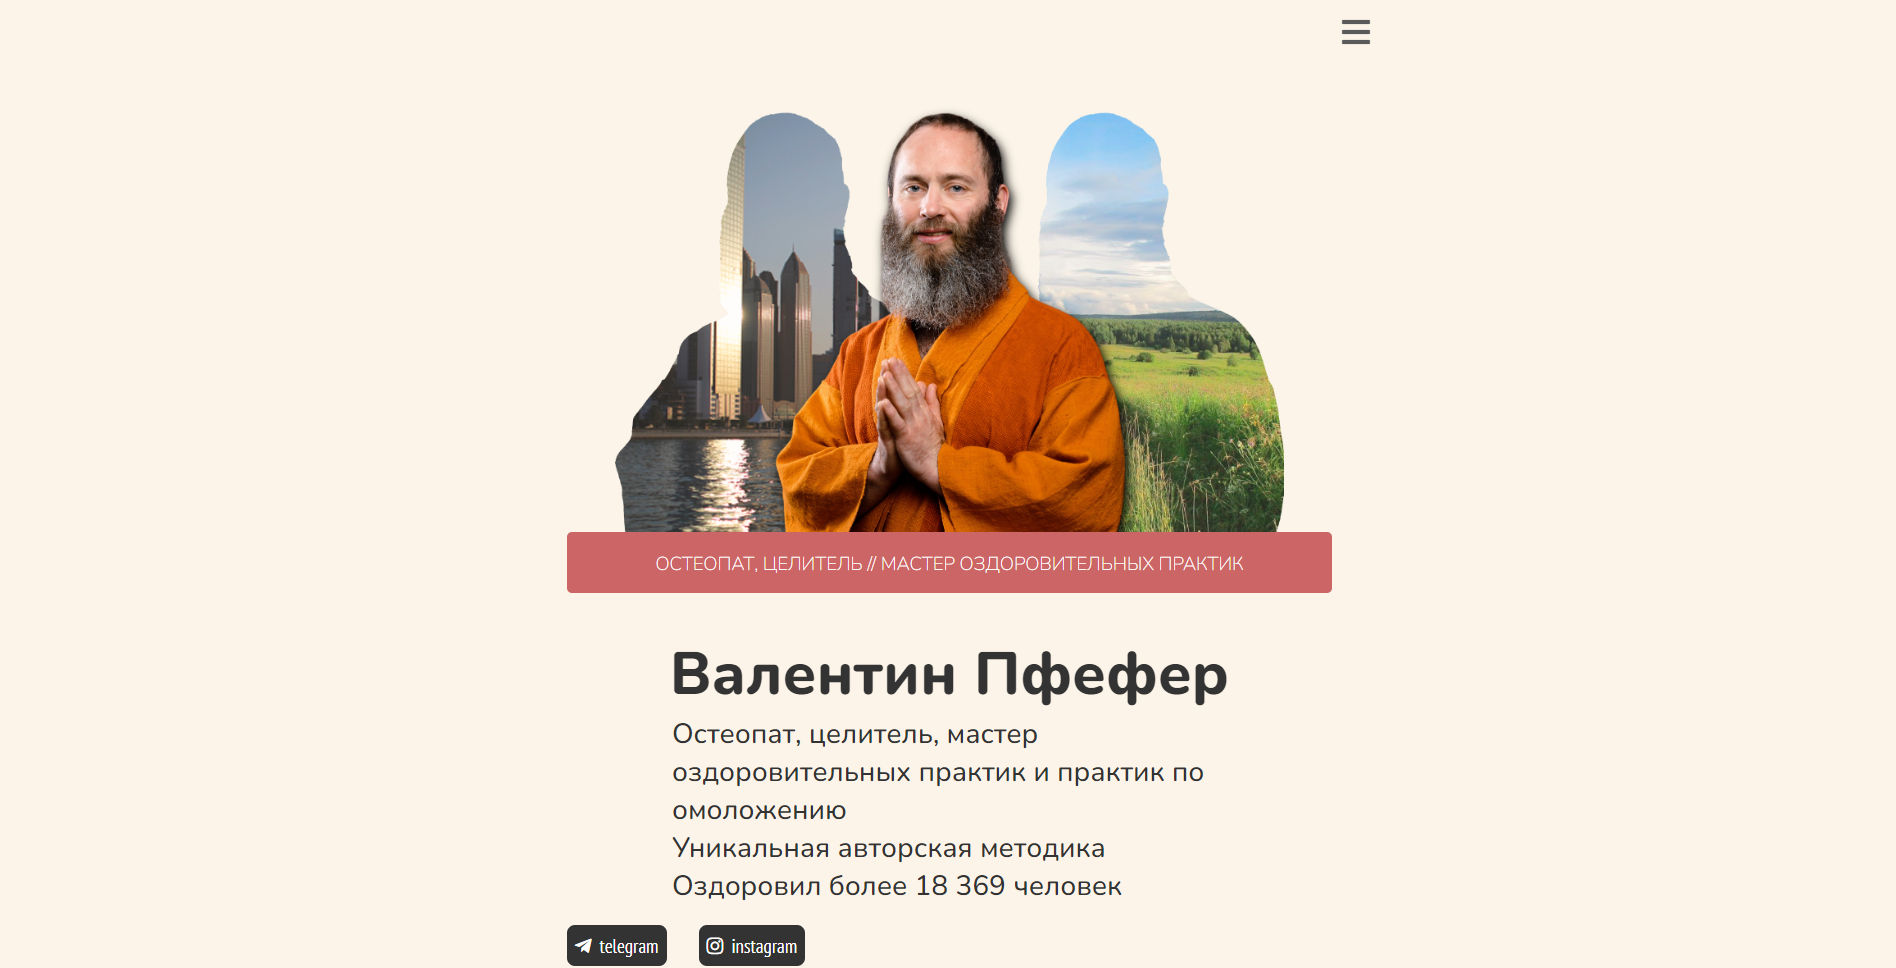 ОСТЕОПАТ, ЦЕЛИТЕЛЬ // МАСТЕР ОЗДОРОВИТЕЛЬНЫХ ПРАКТИК
Валентин Пфефер
Остеопат, целитель, мастер
оздоровительных практик и практик по
омоложению
Уникальная авторская методика
Оздоровил более 18 369 человек
telegram instagram